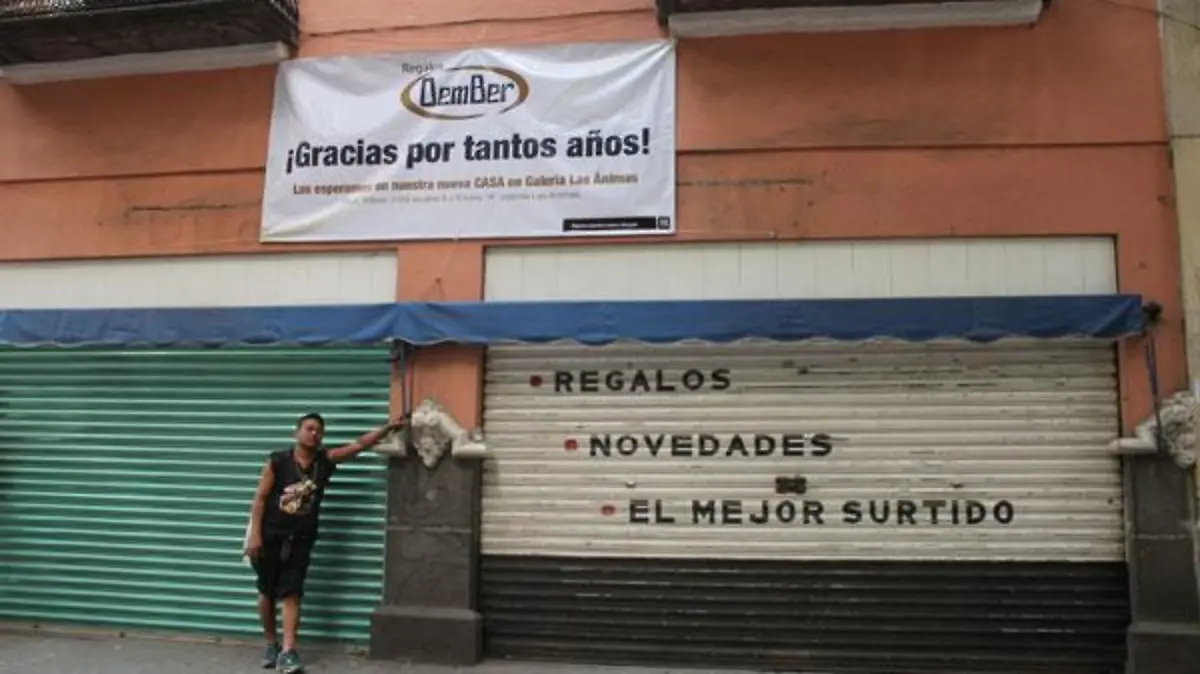 Regalos
DemBer
¡Gracias por tantos años!
Los esperamos en nuestra nueva CASA en Galería Las Ánimas
• REGALOS
• NOVEDADES
• EL MEJOR SURTIDO